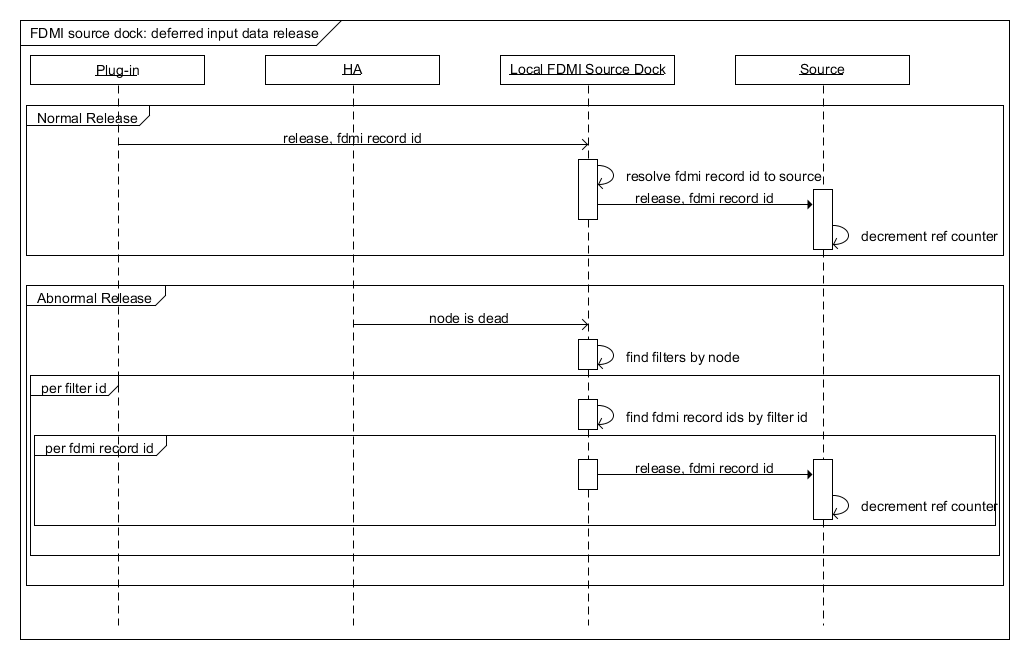 FDMI source dock: deferred input data release
Plug-in
HA
Local FDMI Source Dock
Source
Normal Release
release, fdmi record id
resolve fdmi record id to source
release, fdmi record id
decrement ref counter
Abnormal Release
node is dead
find filters by node
per filter id
find fdmi record ids by filter id
per fdmi record id
release, fdmi record id
decrement ref counter